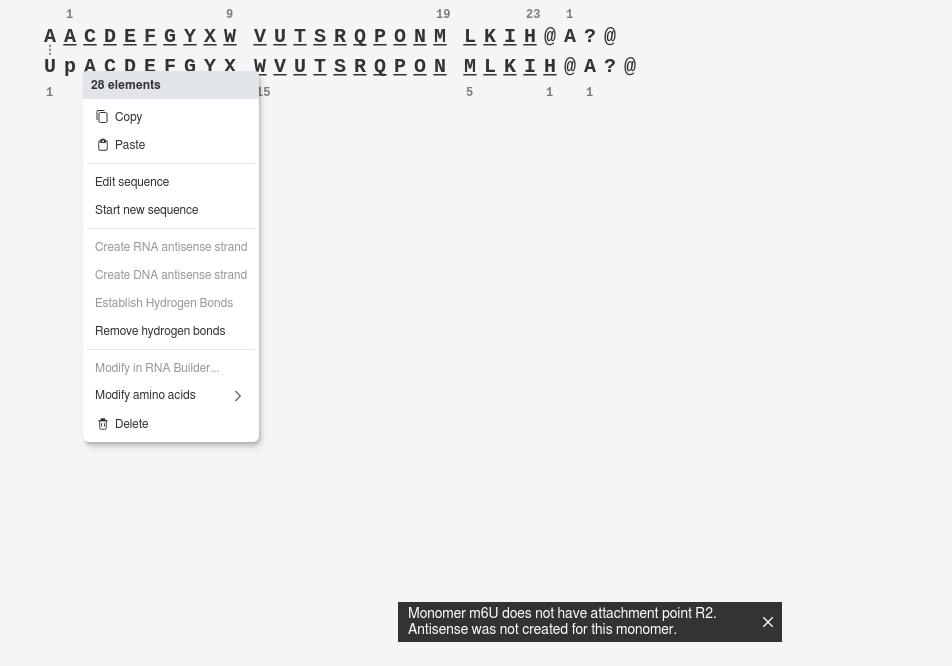 1 9 19 23 1
A A C D E F G Y X W V U T S R Q P O N M L K I H @ A ? @
U p A C D E F G Y X W V U T S R Q P O N M L K I H @ A ? @
1 15 5 1 1
28 elements
Copy
Paste
Edit sequence
Start new sequence
Create RNA antisense strand
Create DNA antisense strand
Establish Hydrogen Bonds
Remove hydrogen bonds
Modify in RNA Builder...
Modify amino acids
Delete
Monomer m6U does not have attachment point R2.
Antisense was not created for this monomer.